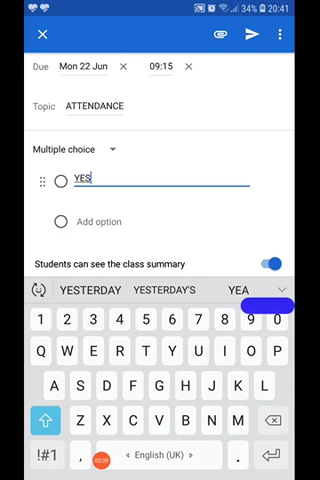 34% 20:41
Due Mon 22 Jun × 09:15 ×
Topic ATTENDANCE
Multiple choice
YES
Add option
Students can see the class summary
YESTERDAY YESTERDAY'S YEA
1 2 3 4 5 6 7 8 9 0
Q W E R T Y U I O P
A S D F G H J K L
Z X C V B N M
!#1 , 02:09 English (UK) .